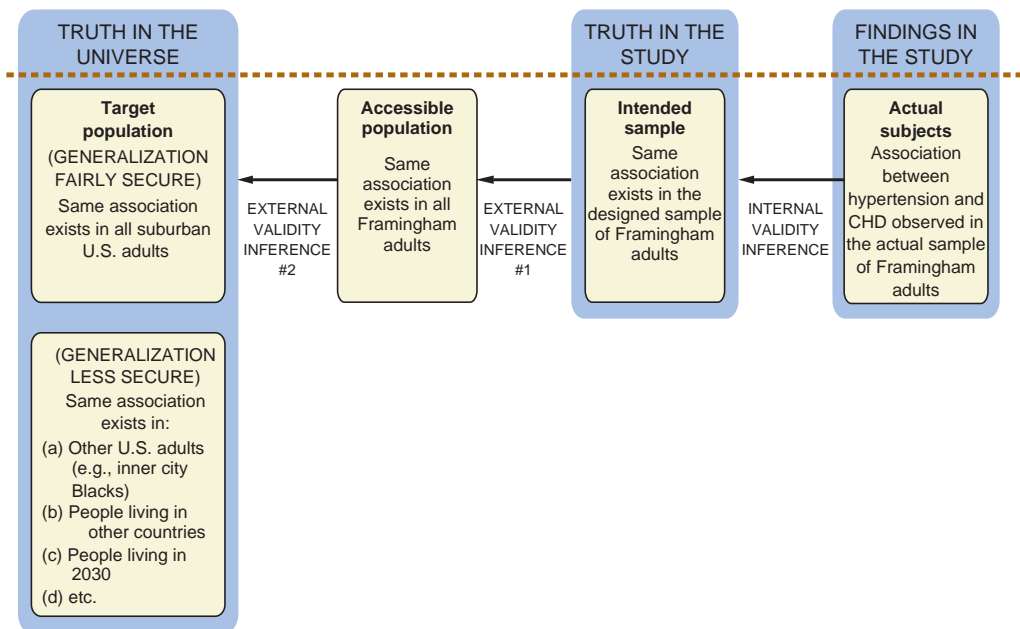 TRUTH IN THE
UNIVERSE
TRUTH IN THE
STUDY
FINDINGS IN
THE STUDY
Target
population
(GENERALIZATION
FAIRLY SECURE)
Same association
exists in all suburban
U.S. adults
EXTERNAL
VALIDITY
INFERENCE
#2
Accessible
population
Same
association
exists in all
Framingham
adults
EXTERNAL
VALIDITY
INFERENCE
#1
Intended
sample
Same
association
exists in the
designed sample
of Framingham
adults
INTERNAL
VALIDITY
INFERENCE
Actual
subjects
Association
between
hypertension and
CHD observed in
the actual sample
of Framingham
adults
(GENERALIZATION
LESS SECURE)
Same association
exists in:
(a) Other U.S. adults
(e.g., inner city
Blacks)
(b) People living in
other countries
(c) People living in
2030
(d) etc.